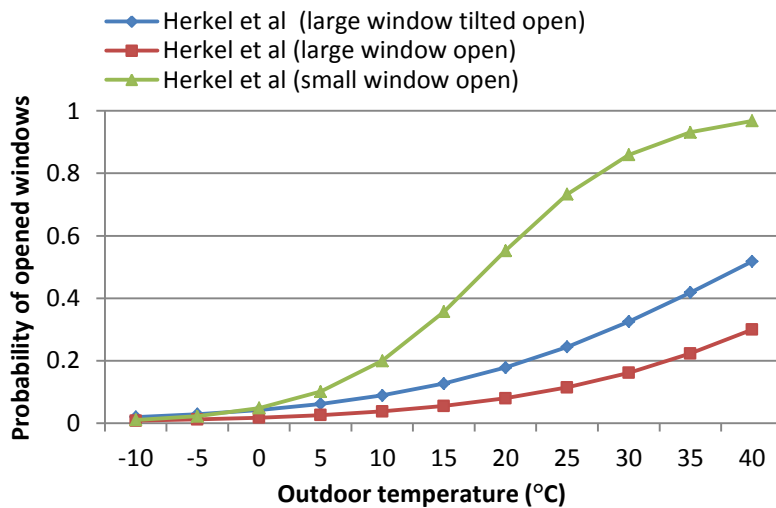 Herkel et al  (large window tilted open)
Herkel et al (large window open)
Herkel et al (small window open)
Probability of opened windows
1
0.8
0.6
0.4
0.2
0
-10 -5 0 5 10 15 20 25 30 35 40
Outdoor temperature (°C)